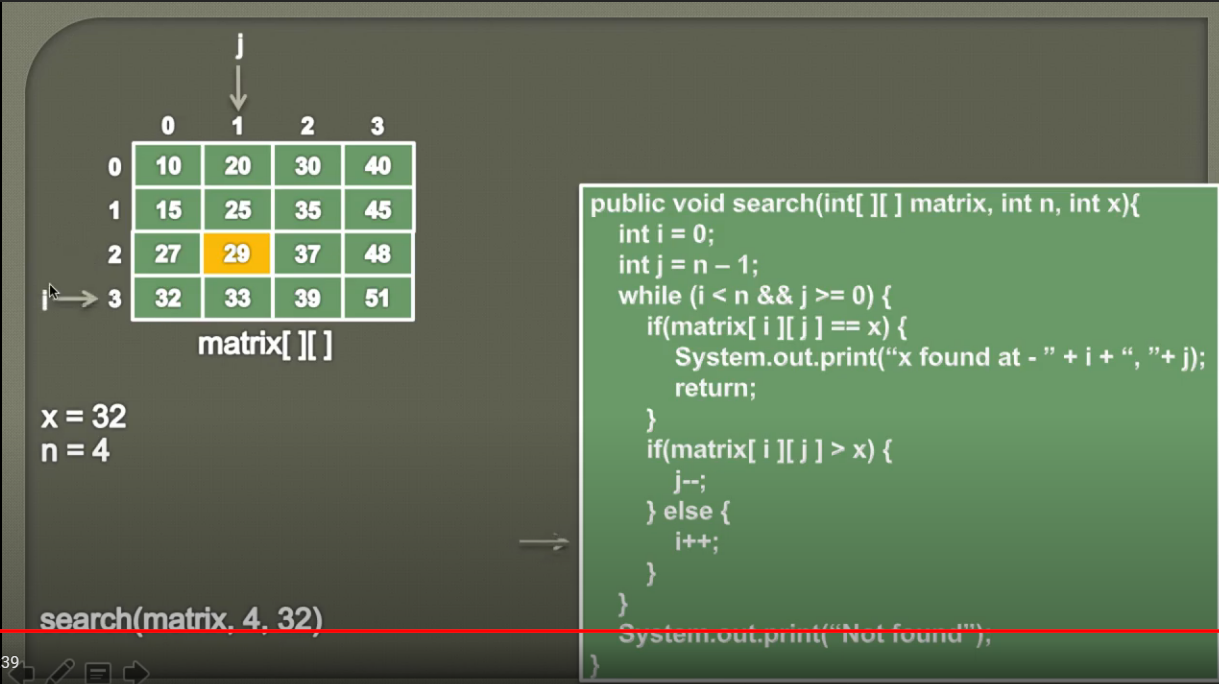 j
0 1 2 3
0 10 20 30 40
1 15 25 35 45
2 27 29 37 48
i 3 32 33 39 51
matrix[ ][ ]
x = 32
n = 4
search(matrix, 4, 32)
public void search(int[ ][ ] matrix, int n, int x){
int i = 0;
int j = n – 1;
while (i < n && j >= 0) {
if(matrix[ i ][ j ] == x) {
System.out.print(“x found at - ” + i + “, ”+ j);
return;
}
if(matrix[ i ][ j ] > x) {
j--;
} else {
i++;
}
}
System.out.print(“Not found”);
}
39